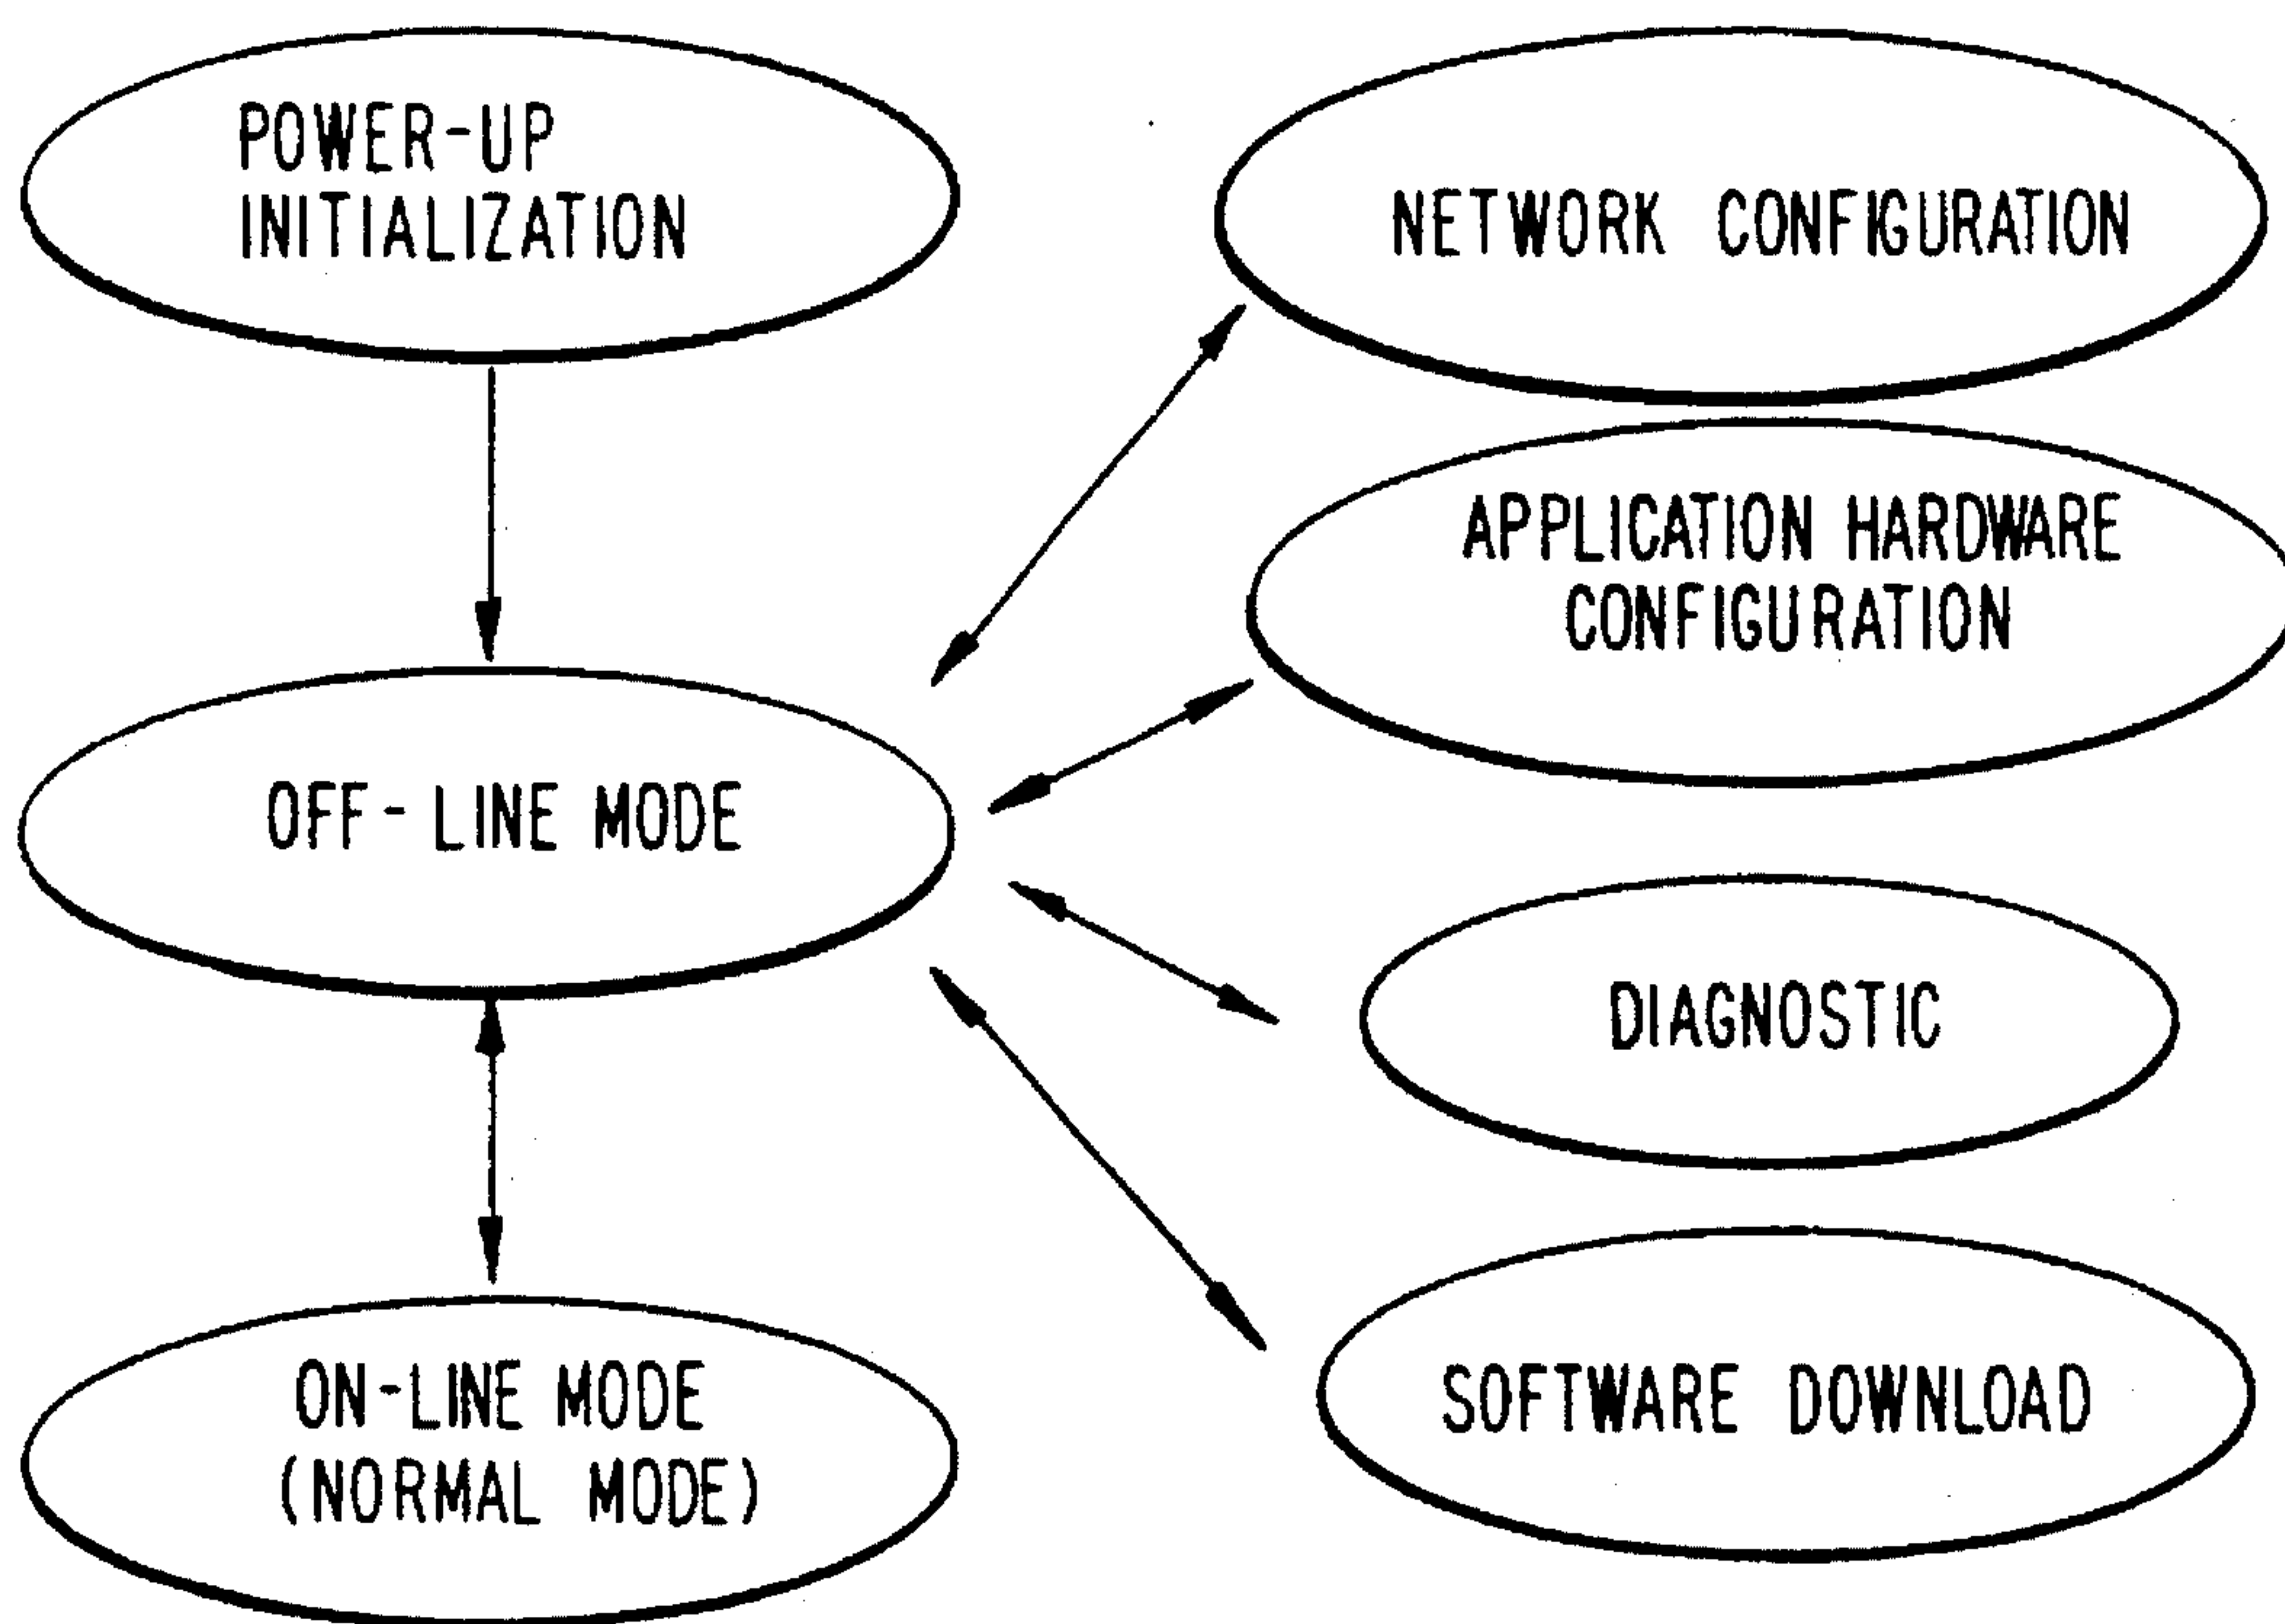 POWER-UP
INITIALIZATION
NETWORK CONFIGURATION
APPLICATION HARDWARE
CONFIGURATION
OFF-LINE MODE
DIAGNOSTIC
ON-LINE MODE
(NORMAL MODE)
SOFTWARE DOWNLOAD